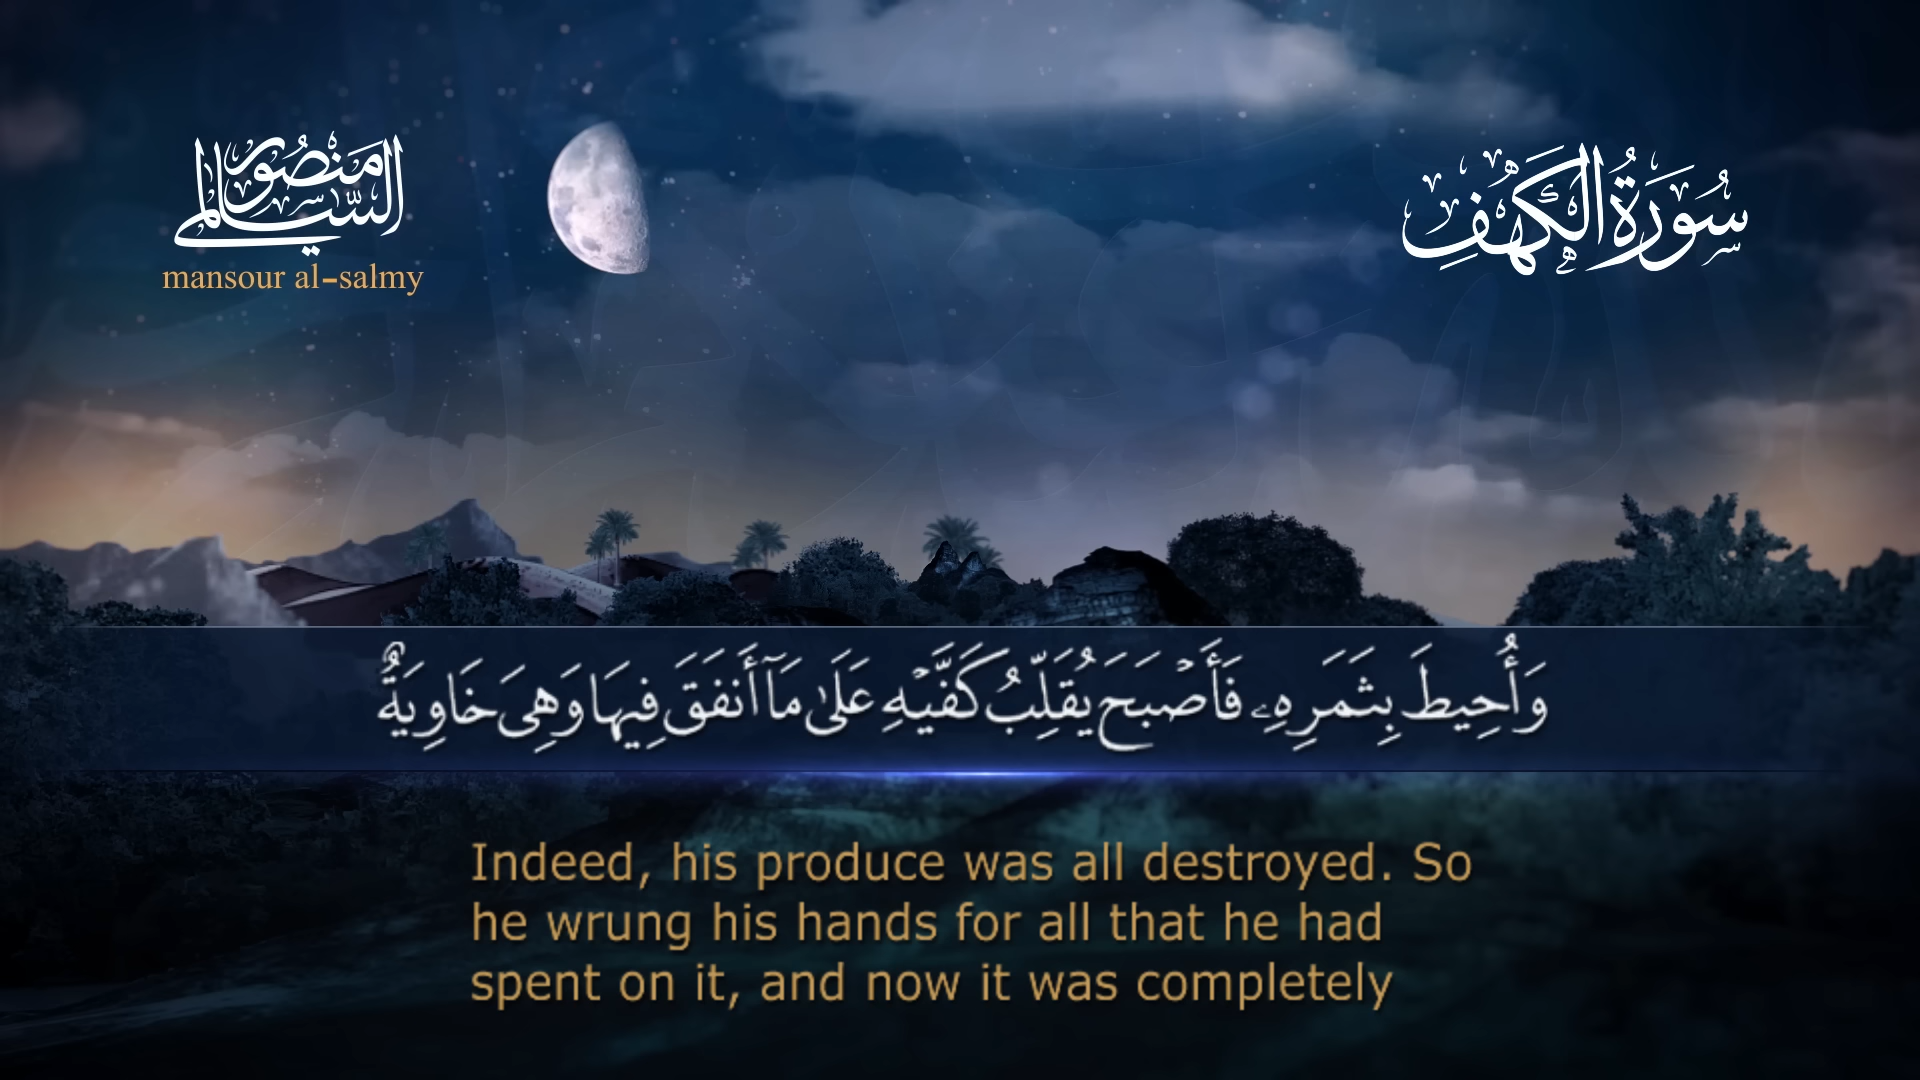 منصور
السالمي
mansour al-salmy
سُورَةُ الكَهْفِ
وَأُحِيطَ بِثَمَرِهِۦ فَأَصْبَحَ يُقَلِّبُ كَفَّيْهِ عَلَىٰ مَآ أَنفَقَ فِيهَا وَهِىَ خَاوِيَةٌ
Indeed, his produce was all destroyed. So
he wrung his hands for all that he had
spent on it, and now it was completely